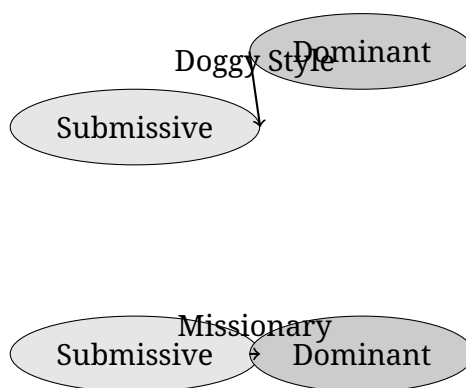 Doggy Style
Dominant
Submissive
Missionary
Submissive
Dominant